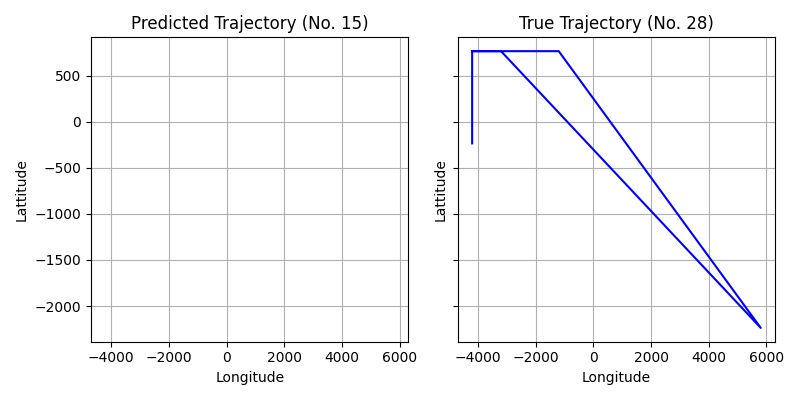 Predicted Trajectory (No. 15)
True Trajectory (No. 28)
Lattitude
500
0
−500
−1000
−1500
−2000
−4000 −2000 0 2000 4000 6000
Longitude
Lattitude
−4000 −2000 0 2000 4000 6000
Longitude